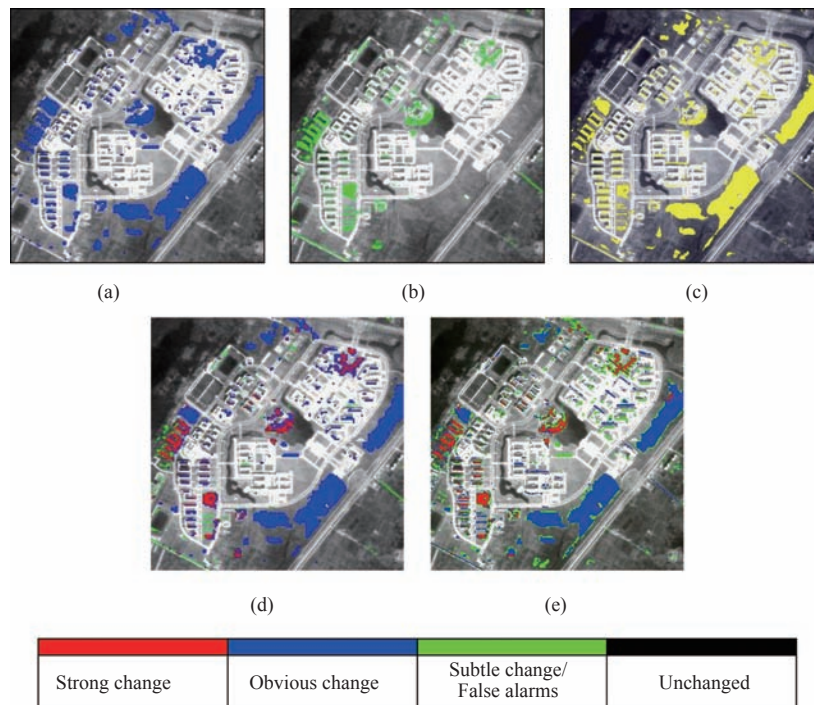 (a)
(b)
(c)
(d)
(e)
Strong change
Obvious change
Subtle change/
False alarms
Unchanged